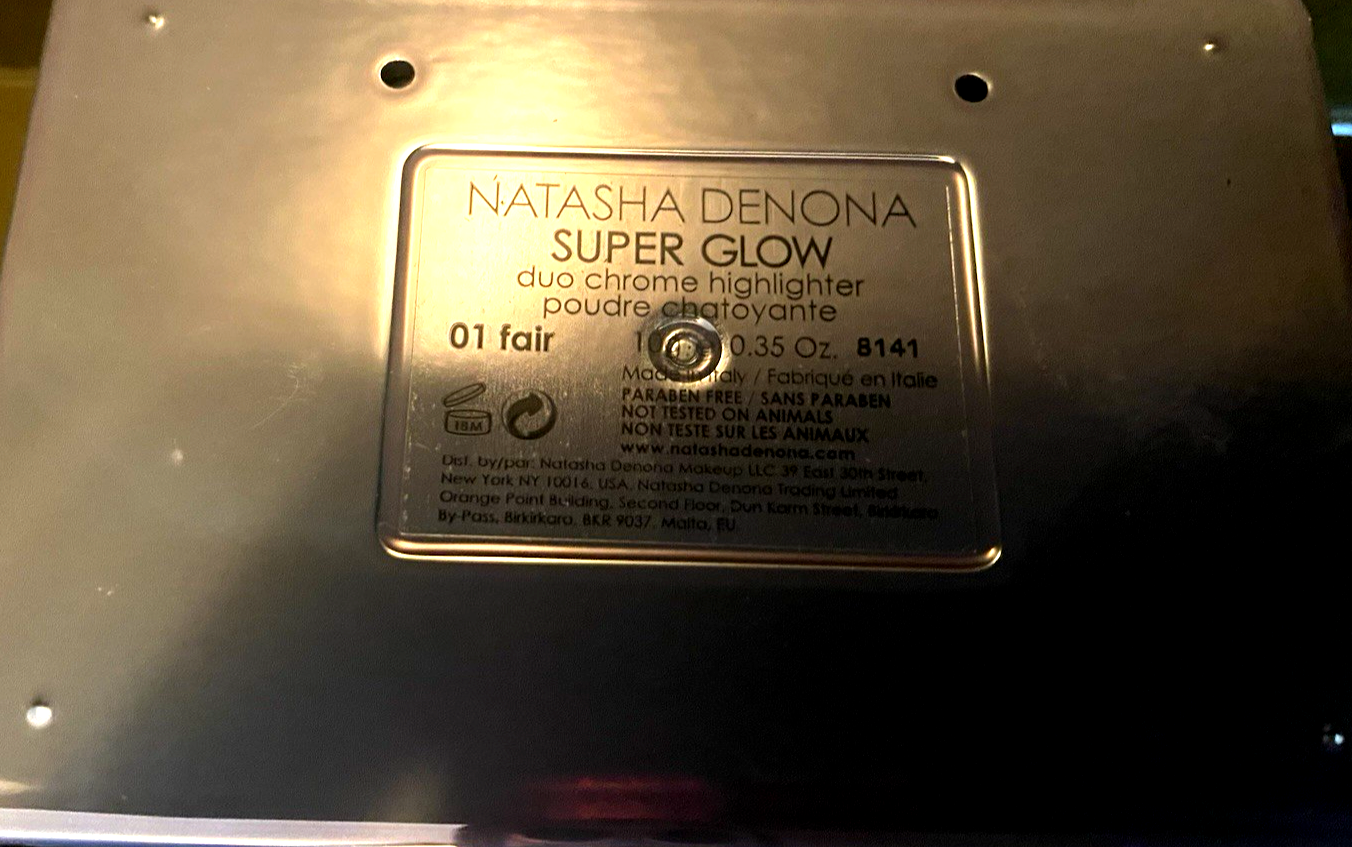 NATASHA DENONA
SUPER GLOW
duo chrome highlighter
poudre chatoyante
01 fair 10g 0.35 Oz. 8141
Made in Italy / Fabriqué en Italie
PARABEN FREE / SANS PARABEN
NOT TESTED ON ANIMALS
NON TESTE SUR LES ANIMAUX
18M
www.natashadenona.com
Dist. by/par: Natasha Denona Makeup LLC 39 East 30th Street,
New York NY 10016, USA. Natasha Denona Trading Limited
Orange Point Building, Second Floor, Dun Karm Street, Birkirkara
By-Pass, Birkirkara, BKR 9037, Malta, EU.